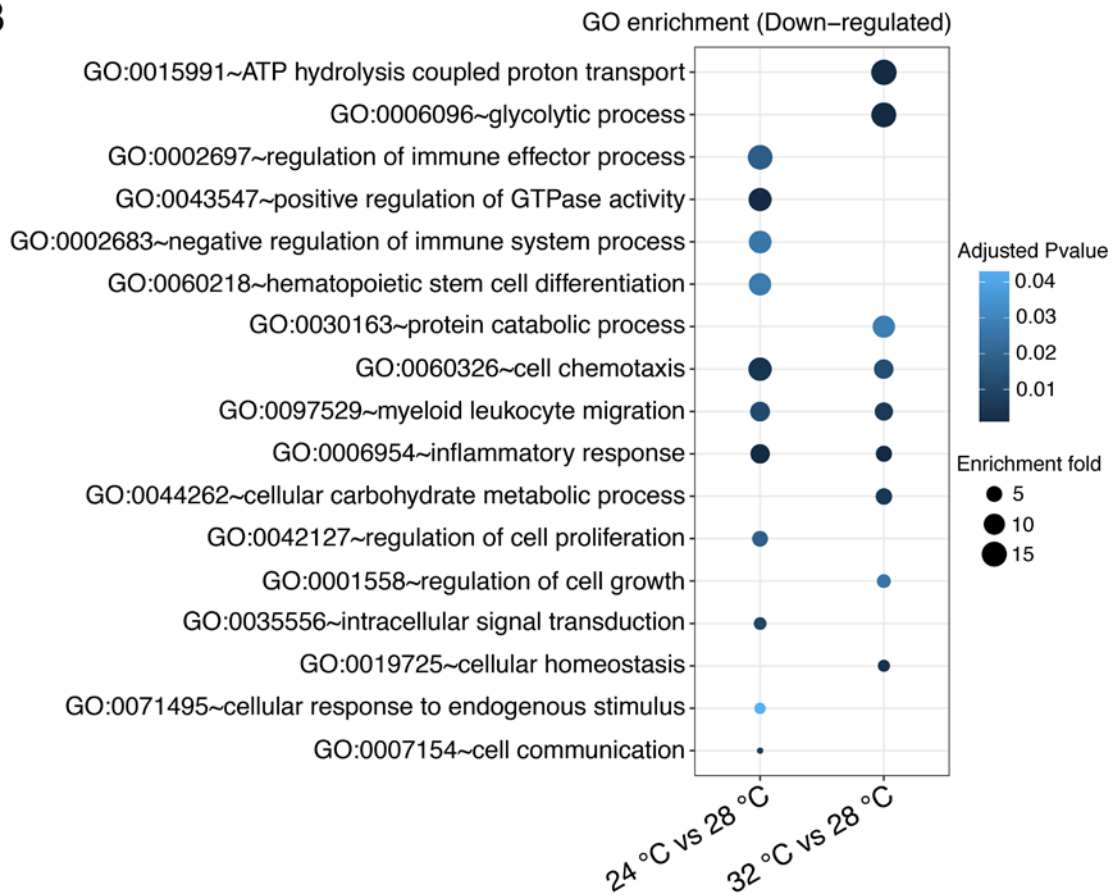 B
GO enrichment (Down−regulated)
GO:0015991~ATP hydrolysis coupled proton transport
GO:0006096~glycolytic process
GO:0002697~regulation of immune effector process
GO:0043547~positive regulation of GTPase activity
GO:0002683~negative regulation of immune system process
GO:0060218~hematopoietic stem cell differentiation
GO:0030163~protein catabolic process
GO:0060326~cell chemotaxis
GO:0097529~myeloid leukocyte migration
GO:0006954~inflammatory response
GO:0044262~cellular carbohydrate metabolic process
GO:0042127~regulation of cell proliferation
GO:0001558~regulation of cell growth
GO:0035556~intracellular signal transduction
GO:0019725~cellular homeostasis
GO:0071495~cellular response to endogenous stimulus
GO:0007154~cell communication
24 °C vs 28 °C
32 °C vs 28 °C
Adjusted Pvalue
0.04
0.03
0.02
0.01
Enrichment fold
5
10
15